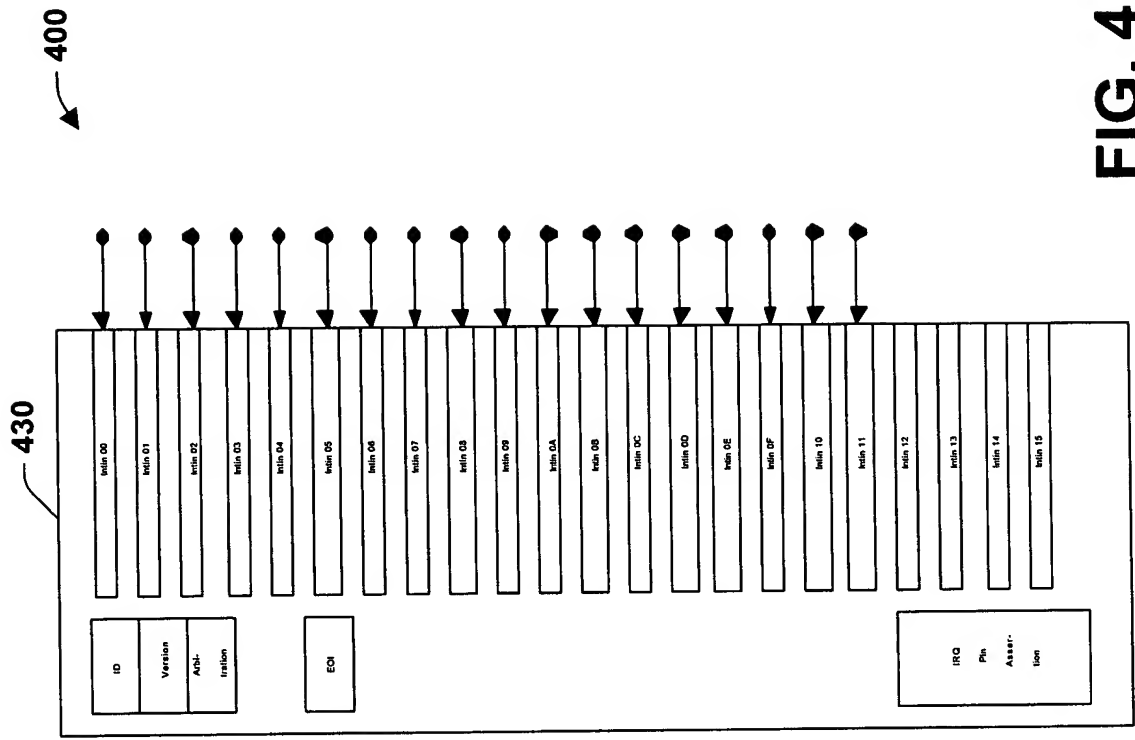 400
430
Intin 00
Intin 01
Intin 02
Intin 03
Intin 04
Intin 05
Intin 06
Intin 07
Intin 08
Intin 09
Intin 0A
Intin 0B
Intin 0C
Intin 0D
Intin 0E
Intin 0F
Intin 10
Intin 11
Intin 12
Intin 13
Intin 14
Intin 15
ID
Version
Arbi-
tration
EOI
IRQ
Pin
Asser-
tion
FIG. 4